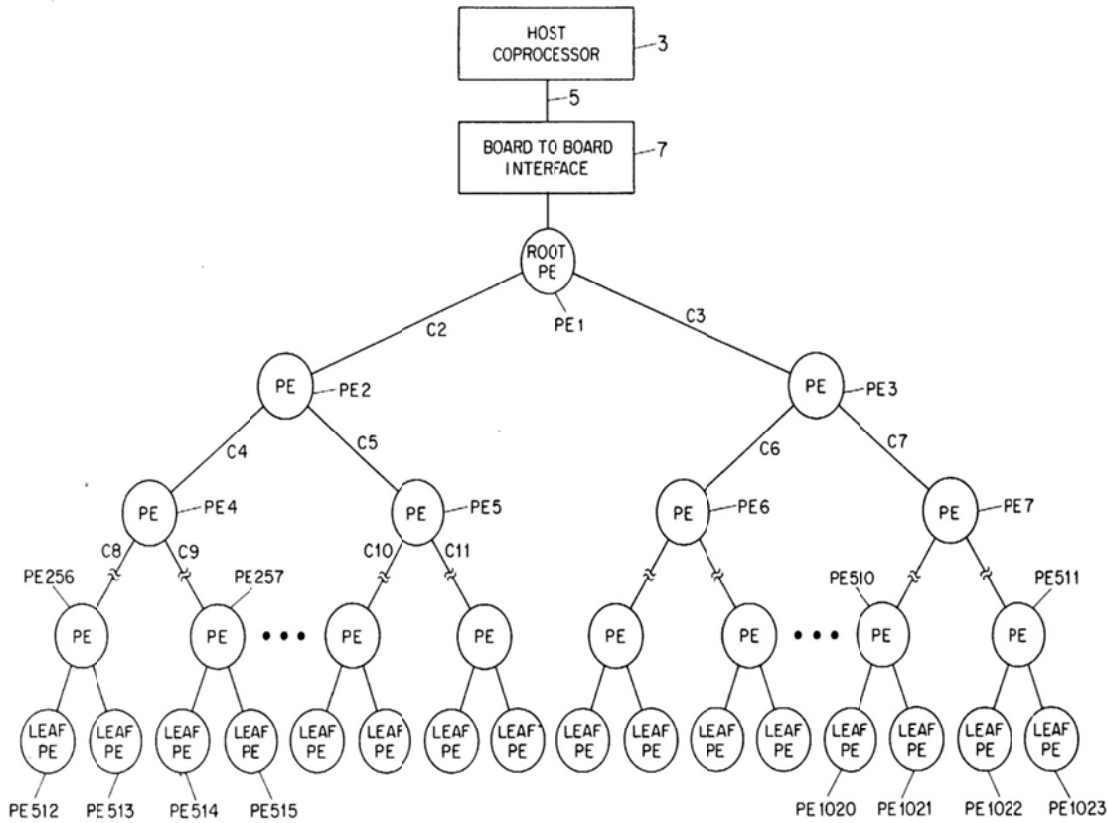 HOST
COPROCESSOR
3
5
BOARD TO BOARD
INTERFACE
7
ROOT
PE
PE1
C2
C3
PE
PE2
PE
PE3
C4
C5
C6
C7
PE
PE4
PE
PE5
PE
PE6
PE
PE7
C8
C9
C10
C11
PE256
PE257
PE510
PE511
PE
PE
PE
PE
PE
PE
PE
PE
LEAF
PE
LEAF
PE
LEAF
PE
LEAF
PE
LEAF
PE
LEAF
PE
LEAF
PE
LEAF
PE
LEAF
PE
LEAF
PE
LEAF
PE
LEAF
PE
LEAF
PE
LEAF
PE
LEAF
PE
LEAF
PE
PE512
PE513
PE514
PE515
PE1020
PE1021
PE1022
PE1023